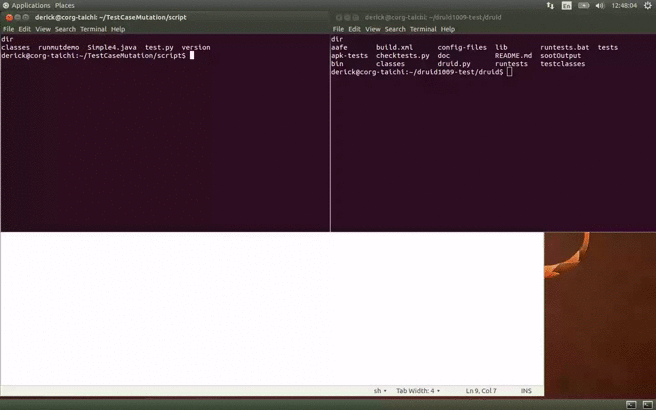 Applications Places
En
12:48:04
derick@corg-taichi: ~/TestCaseMutation/script
File Edit View Search Terminal Help
dir
classes runmutdemo Simple4.java test.py version
derick@corg-taichi:~/TestCaseMutation/script$
derick@corg-taichi: ~/druid1009-test/druid
File Edit View Search Terminal Help
dir
aafe build.xml config-files lib runtests.bat tests
apk-tests checktests.py doc README.md sootOutput
bin classes druid.py runtests testclasses
derick@corg-taichi:~/druid1009-test/druid$
sh Tab Width: 4 Ln 9, Col 7 INS